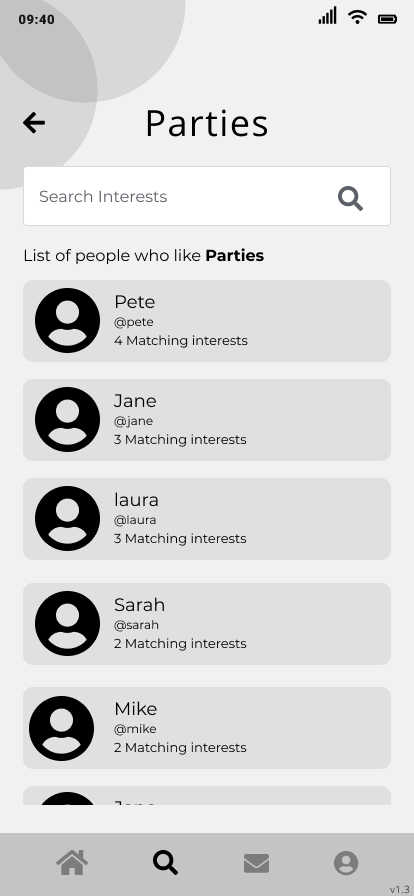 09:40
Parties
Search Interests
List of people who like Parties
Pete
@pete
4 Matching interests
Jane
@jane
3 Matching interests
laura
@laura
3 Matching interests
Sarah
@sarah
2 Matching interests
Mike
@mike
2 Matching interests
v1.3